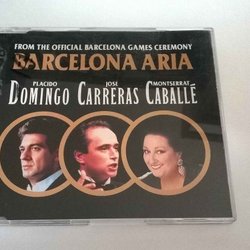 FROM THE OFFICIAL BARCELONA GAMES CEREMONY
BARCELONA ARIA
PLACIDO JOSE MONTSERRAT
DOMINGO CARRERAS CABALLÉ